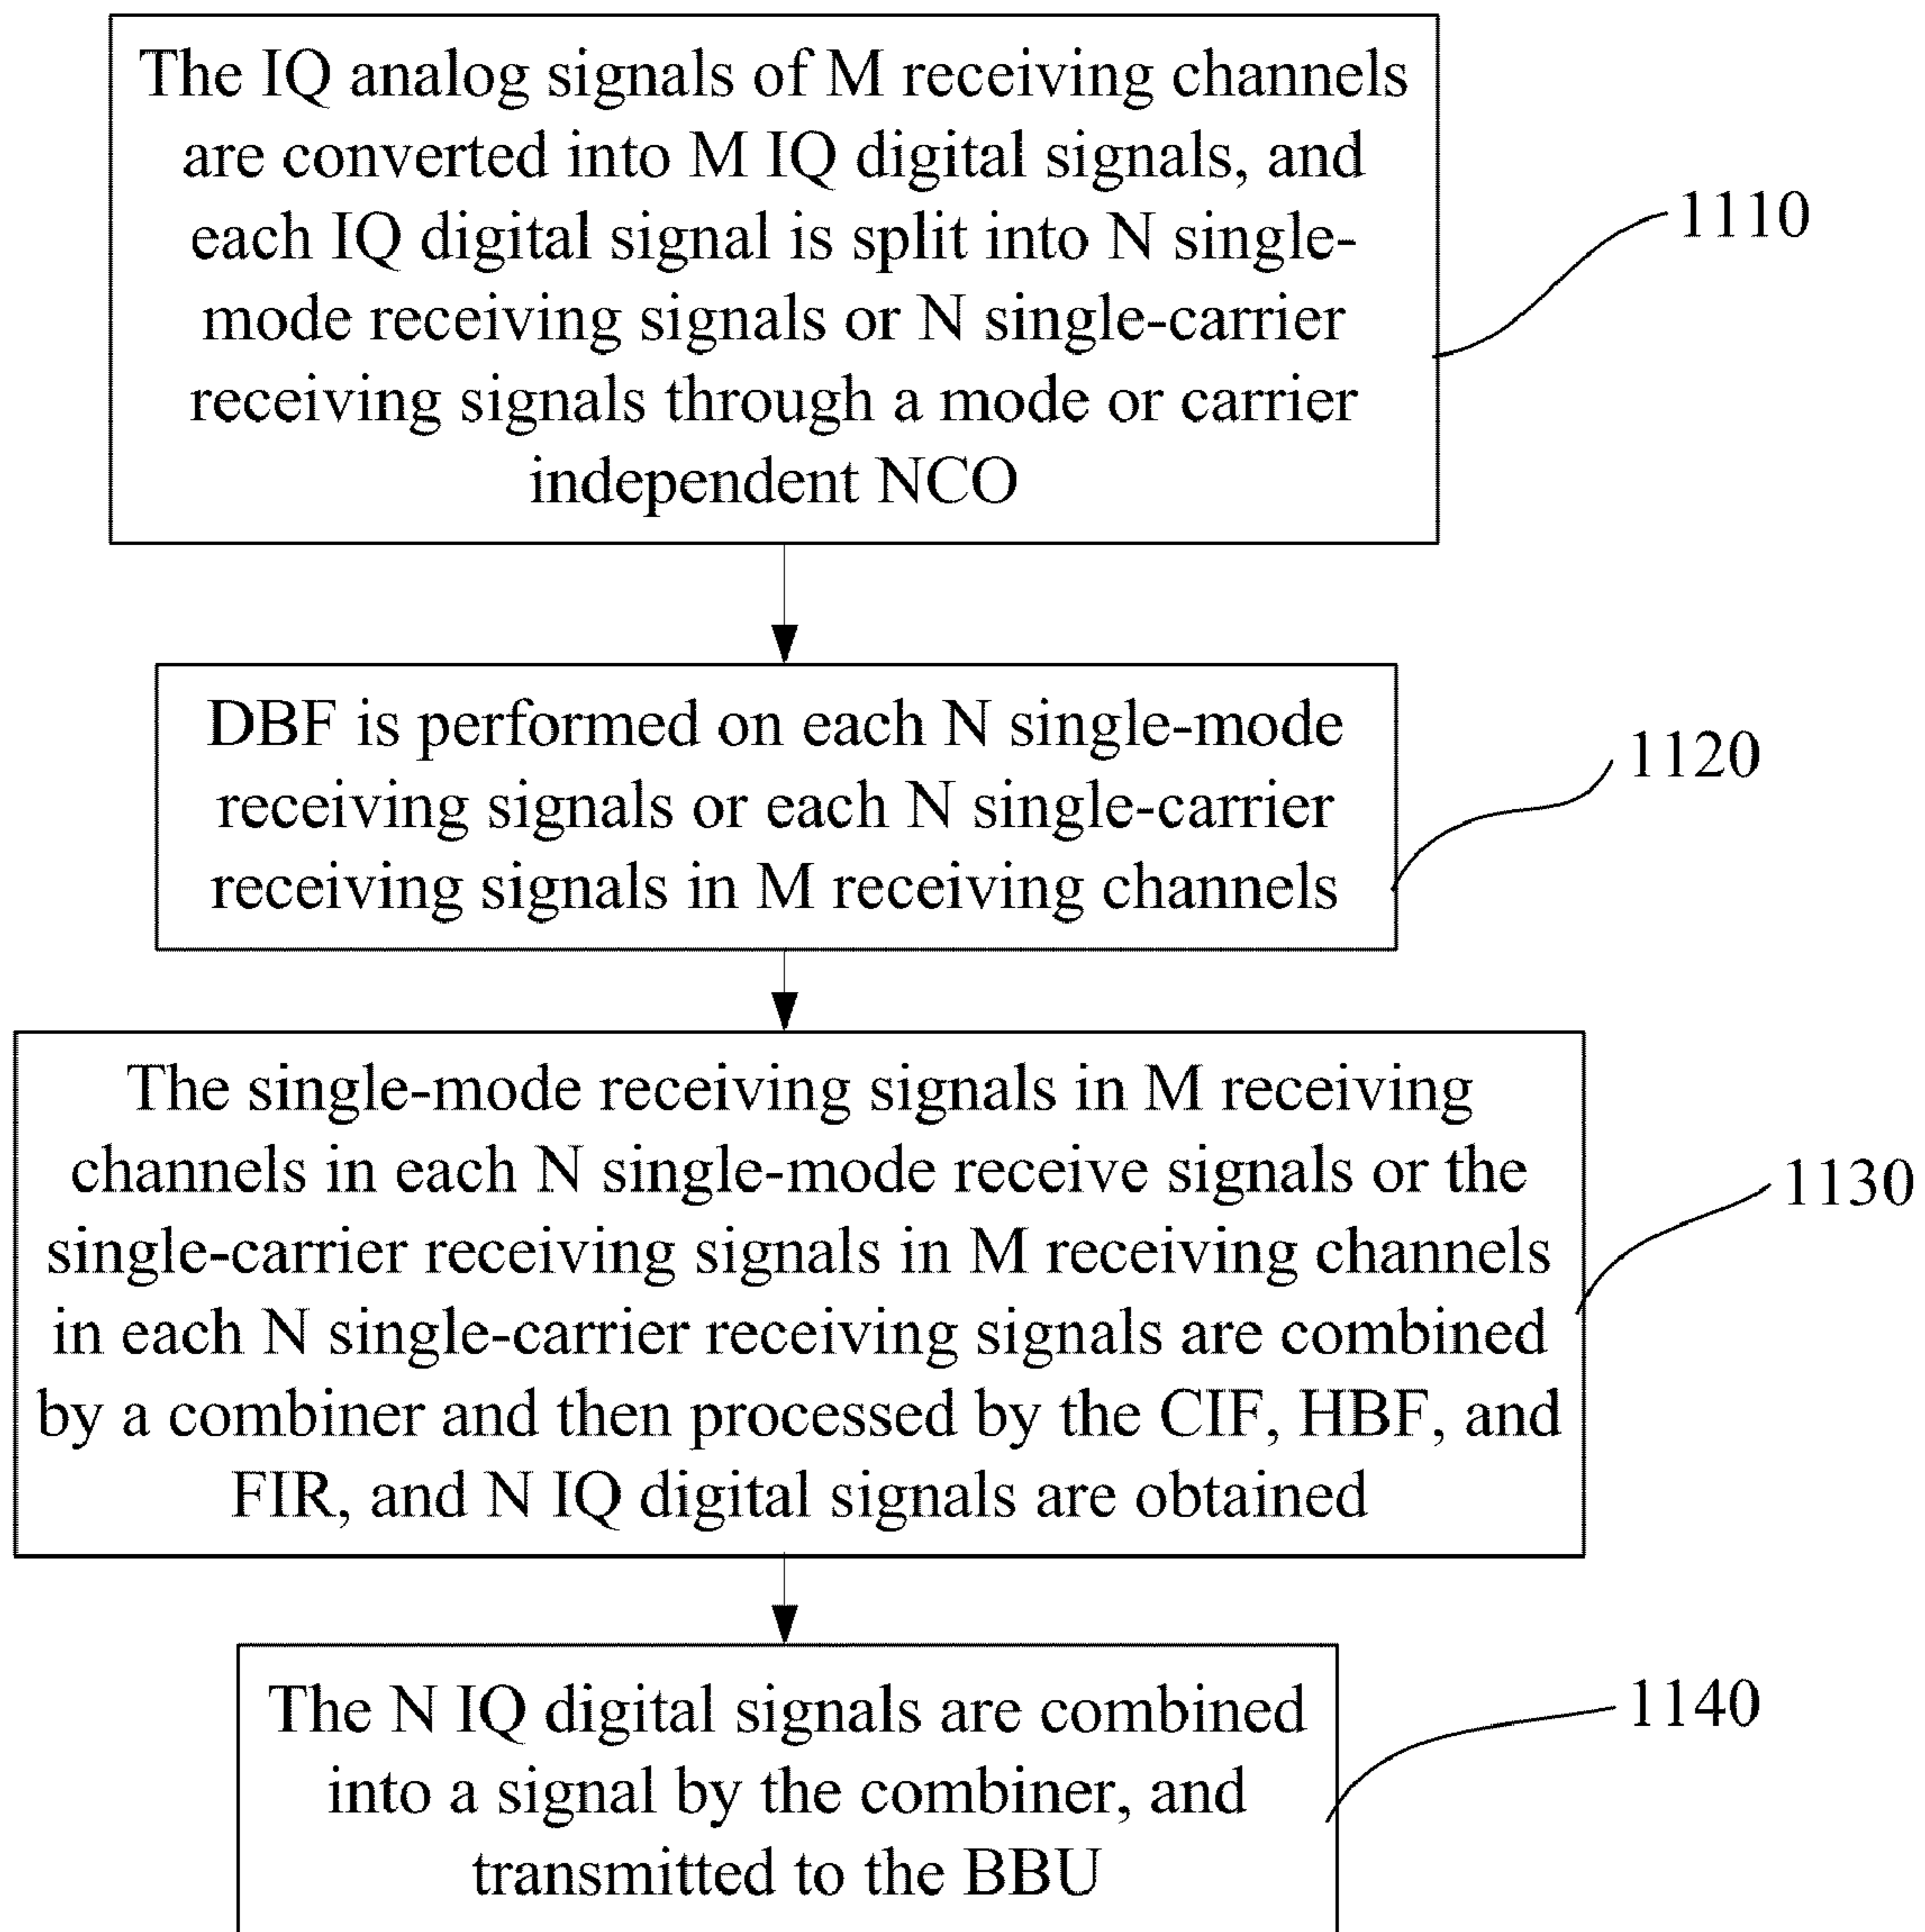 The IQ analog signals of M receiving channels
are converted into M IQ digital signals, and
each IQ digital signal is split into N single-
mode receiving signals or N single-carrier
receiving signals through a mode or carrier
independent NCO
1110
DBF is performed on each N single-mode
receiving signals or each N single-carrier
receiving signals in M receiving channels
1120
The single-mode receiving signals in M receiving
channels in each N single-mode receive signals or the
single-carrier receiving signals in M receiving channels
in each N single-carrier receiving signals are combined
by a combiner and then processed by the CIF, HBF, and
FIR, and N IQ digital signals are obtained
1130
The N IQ digital signals are combined
into a signal by the combiner, and
transmitted to the BBU
1140